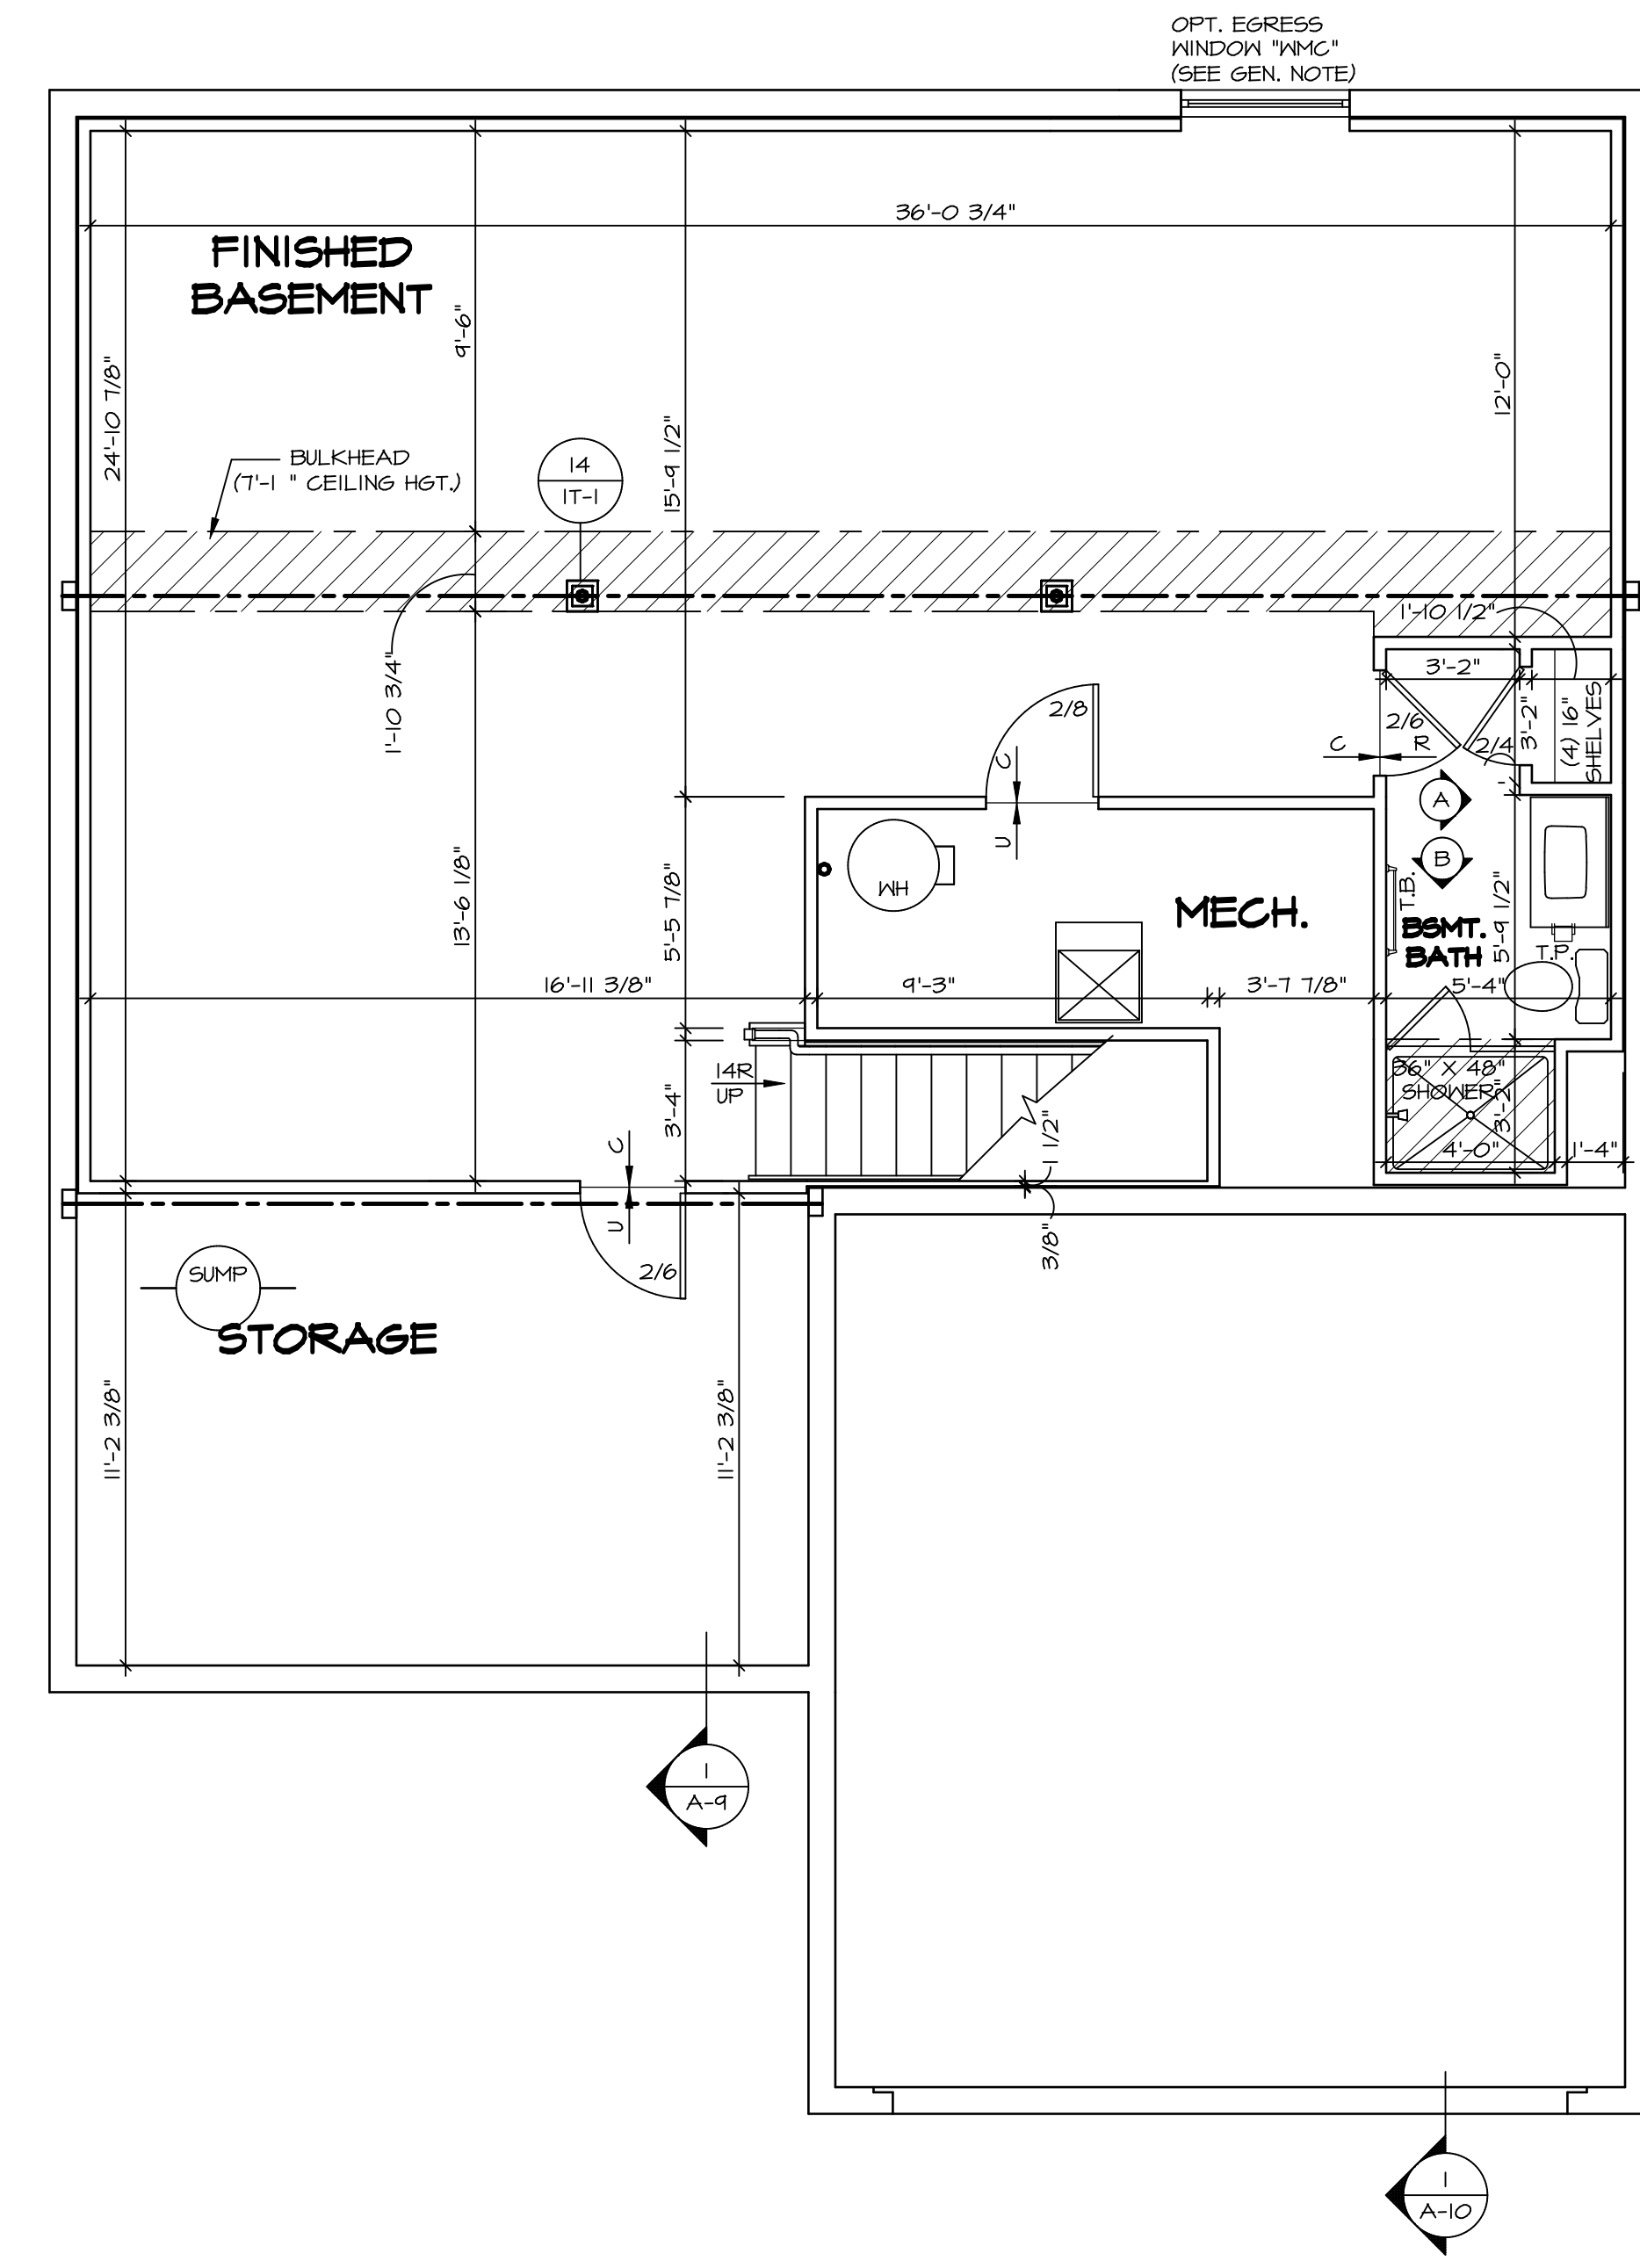 OPT. EGRESS
WINDOW "WMC"
(SEE GEN. NOTE)
36'-0 3/4"
FINISHED
BASEMENT
9'-6"
24'-10 7/8"
15'-9 1/2"
12'-0"
BULKHEAD
(7'-1 " CEILING HGT.)
14
1T-1
1'-10 1/2"
1'-10 3/4"
3'-2"
2/8
2/6
C
R
2/4
3'-2"
(4) 16"
SHELVES
C
U
A
B
WH
MECH.
T.B.
BSMT.
BATH
5'-9 1/2"
T.P.
13'-6 1/8"
5'-5 7/8"
16'-11 3/8"
9'-3"
3'-7 7/8"
5'-4"
14R
UP
36" X 48"
SHOWER
3'-2"
3'-4"
1 1/2"
4'-0"
1'-4"
C
U
3/8"
2/6
SUMP
STORAGE
11'-2 3/8"
11'-2 3/8"
1
A-9
1
A-10